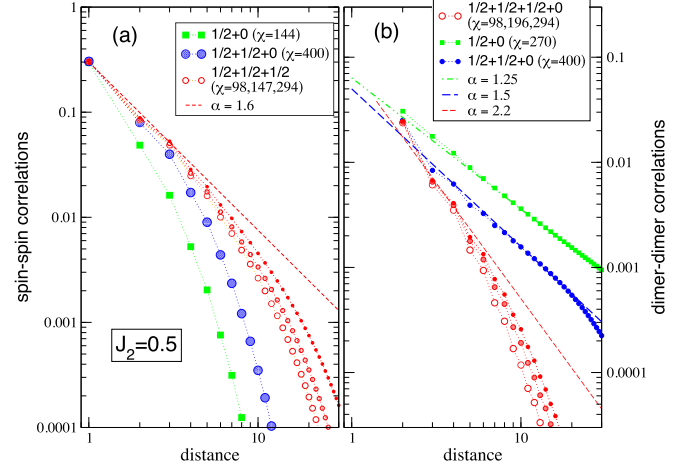 (a)
1/2+0 (χ=144)
1/2+1/2+0 (χ=400)
1/2+1/2+1/2
(χ=98,147,294)
α = 1.6
J2=0.5
spin-spin correlations
1
0.1
0.01
0.001
0.0001
1
10
distance
(b)
1/2+1/2+1/2+0
(χ=98,196,294)
1/2+0 (χ=270)
1/2+1/2+0 (χ=400)
α = 1.25
α = 1.5
α = 2.2
1
10
distance
0.1
0.01
0.001
0.0001
dimer-dimer correlations